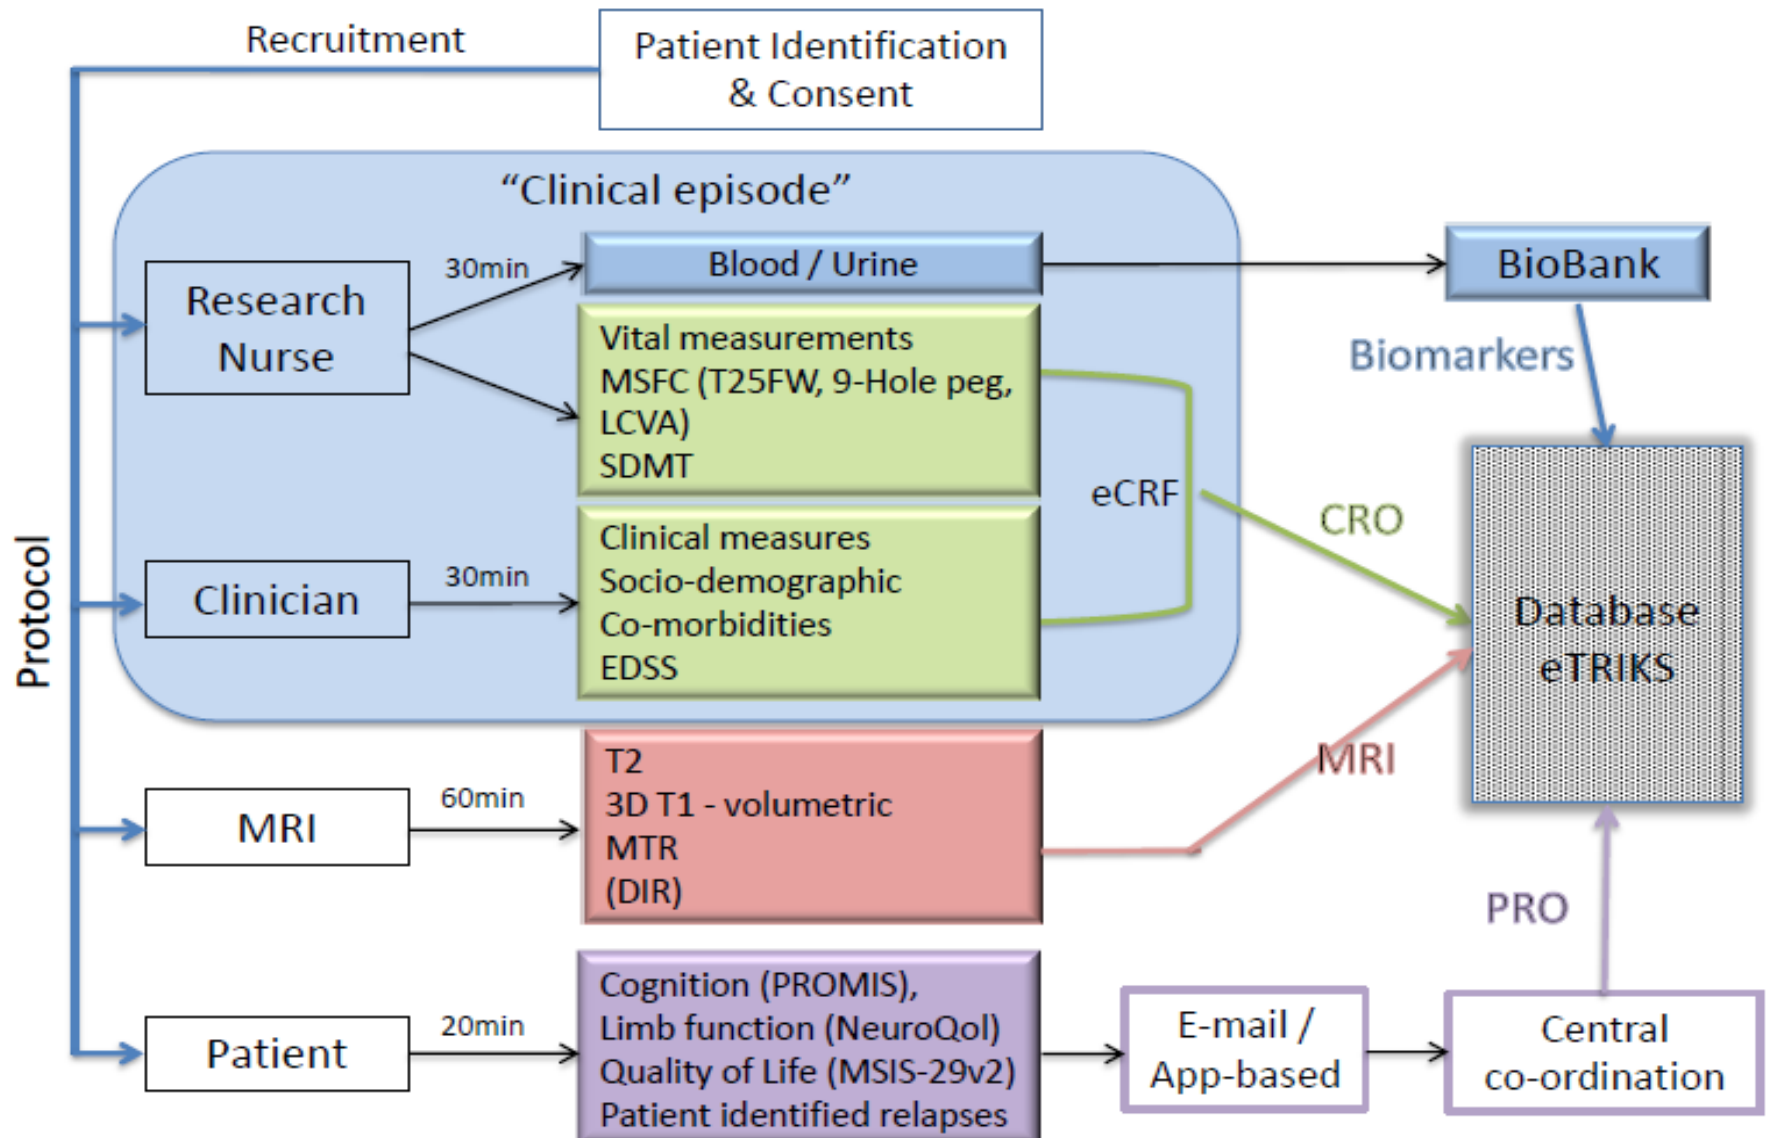 Recruitment
Patient Identification
& Consent
Protocol
“Clinical episode”
Research
Nurse
30min
Blood / Urine
BioBank
Vital measurements
MSFC (T25FW, 9-Hole peg,
LCVA)
SDMT
Biomarkers
eCRF
CRO
Clinician
30min
Clinical measures
Socio-demographic
Co-morbidities
EDSS
Database
eTRIKS
MRI
60min
T2
3D T1 - volumetric
MTR
(DIR)
MRI
PRO
Patient
20min
Cognition (PROMIS),
Limb function (NeuroQol)
Quality of Life (MSIS-29v2)
Patient identified relapses
E-mail /
App-based
Central
co-ordination